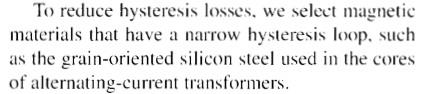 To reduce hysteresis losses, we select magnetic
materials that have a narrow hysteresis loop, such
as the grain-oriented silicon steel used in the cores
of alternating-current transformers.